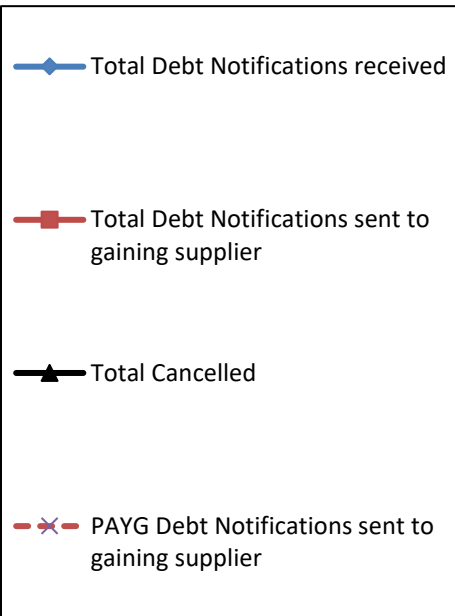 Total Debt Notifications received
Total Debt Notifications sent to
gaining supplier
Total Cancelled
PAYG Debt Notifications sent to
gaining supplier